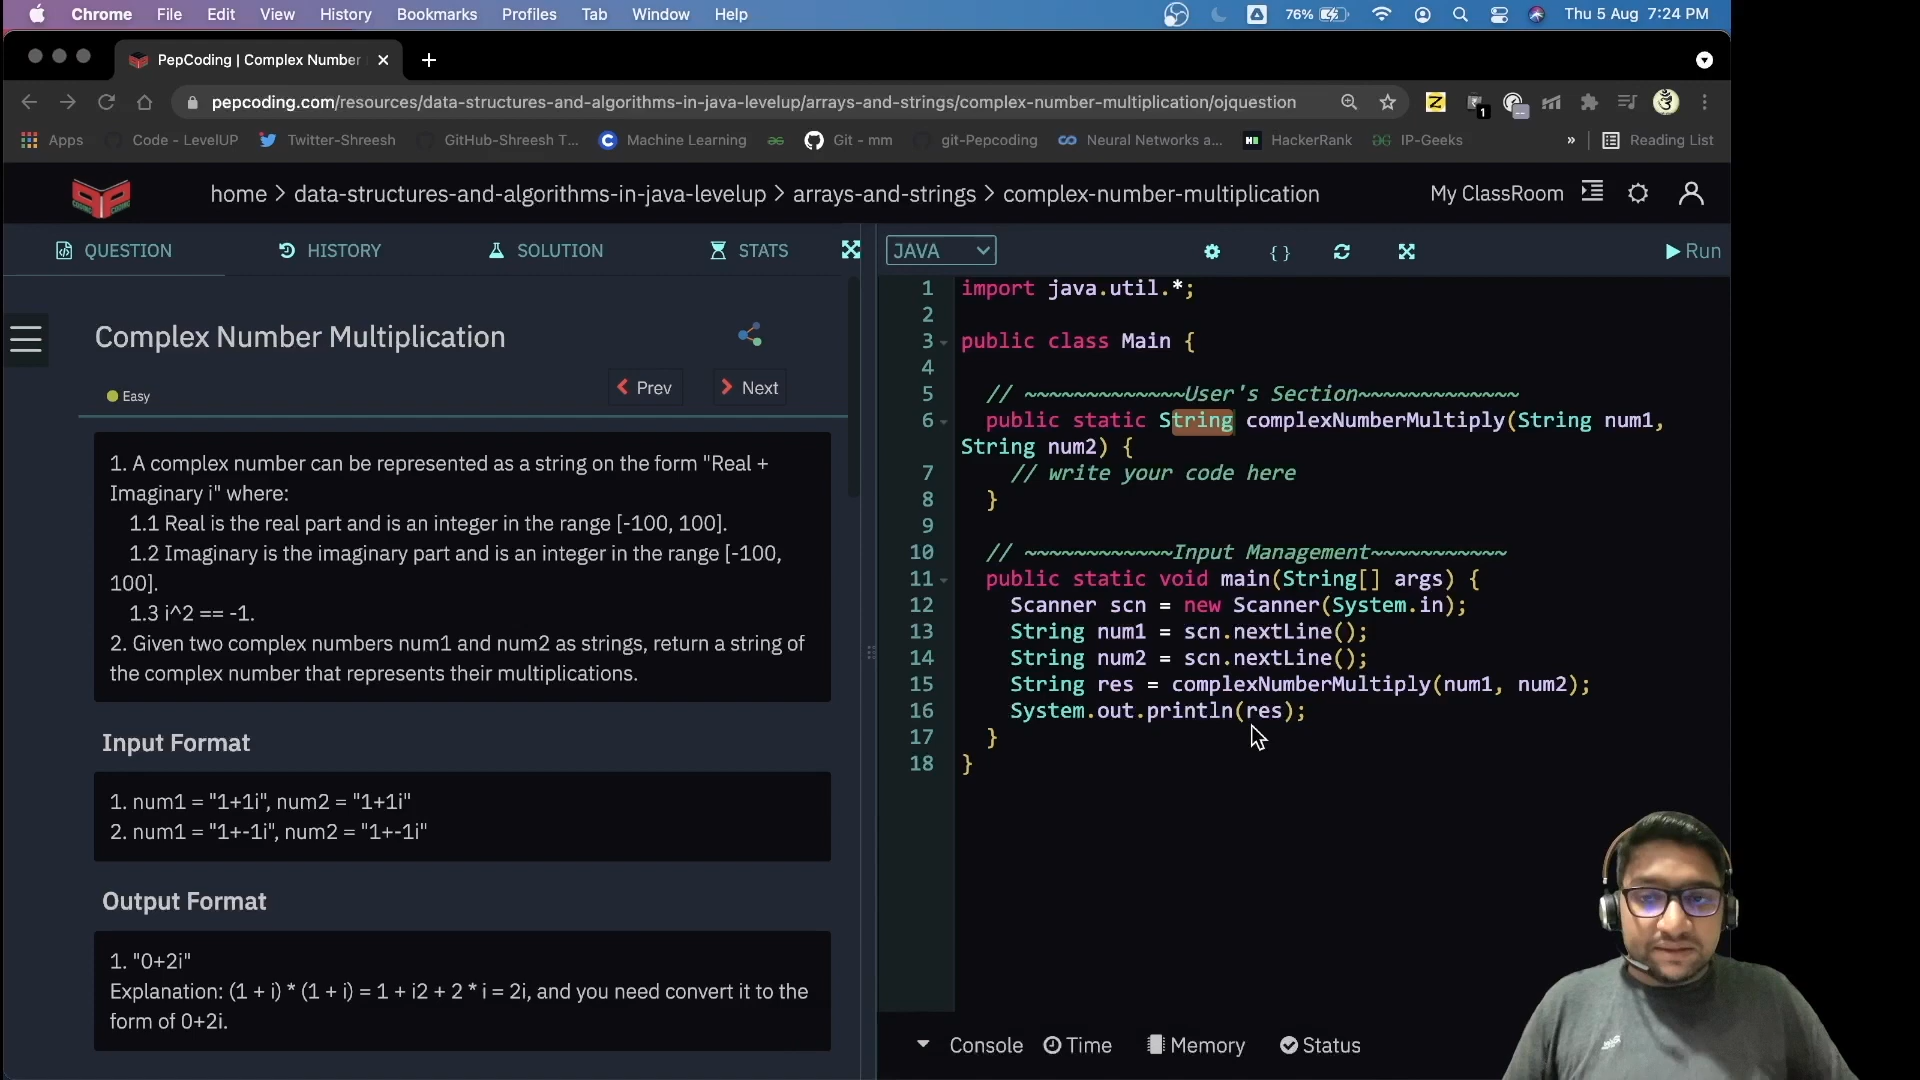 Chrome File Edit View History Bookmarks Profiles Tab Window Help 76% Thu 5 Aug 7:24 PM
PepCoding | Complex Number
pepcoding.com/resources/data-structures-and-algorithms-in-java-levelup/arrays-and-strings/complex-number-multiplication/ojquestion
Apps Code - LevelUP Twitter-Shreesh GitHub-Shreesh T... Machine Learning Git - mm git-Pepcoding Neural Networks a... HackerRank IP-Geeks » Reading List
home > data-structures-and-algorithms-in-java-levelup > arrays-and-strings > complex-number-multiplication My ClassRoom
QUESTION HISTORY SOLUTION STATS JAVA { } Run
Complex Number Multiplication
Easy
Prev Next
1. A complex number can be represented as a string on the form "Real +
Imaginary i" where:
1.1 Real is the real part and is an integer in the range [-100, 100].
1.2 Imaginary is the imaginary part and is an integer in the range [-100,
100].
1.3 i^2 == -1.
2. Given two complex numbers num1 and num2 as strings, return a string of
the complex number that represents their multiplications.
Input Format
1. num1 = "1+1i", num2 = "1+1i"
2. num1 = "1+-1i", num2 = "1+-1i"
Output Format
1. "0+2i"
Explanation: (1 + i) * (1 + i) = 1 + i2 + 2 * i = 2i, and you need convert it to the
form of 0+2i.
1 import java.util.*;
2
3 public class Main {
4
5 // ~~~~~~~~~~~~~User's Section~~~~~~~~~~~~~
6 public static String complexNumberMultiply(String num1,
String num2) {
7 // write your code here
8 }
9
10 // ~~~~~~~~~~~~Input Management~~~~~~~~~~~
11 public static void main(String[] args) {
12 Scanner scn = new Scanner(System.in);
13 String num1 = scn.nextLine();
14 String num2 = scn.nextLine();
15 String res = complexNumberMultiply(num1, num2);
16 System.out.println(res);
17 }
18 }
Console Time Memory Status